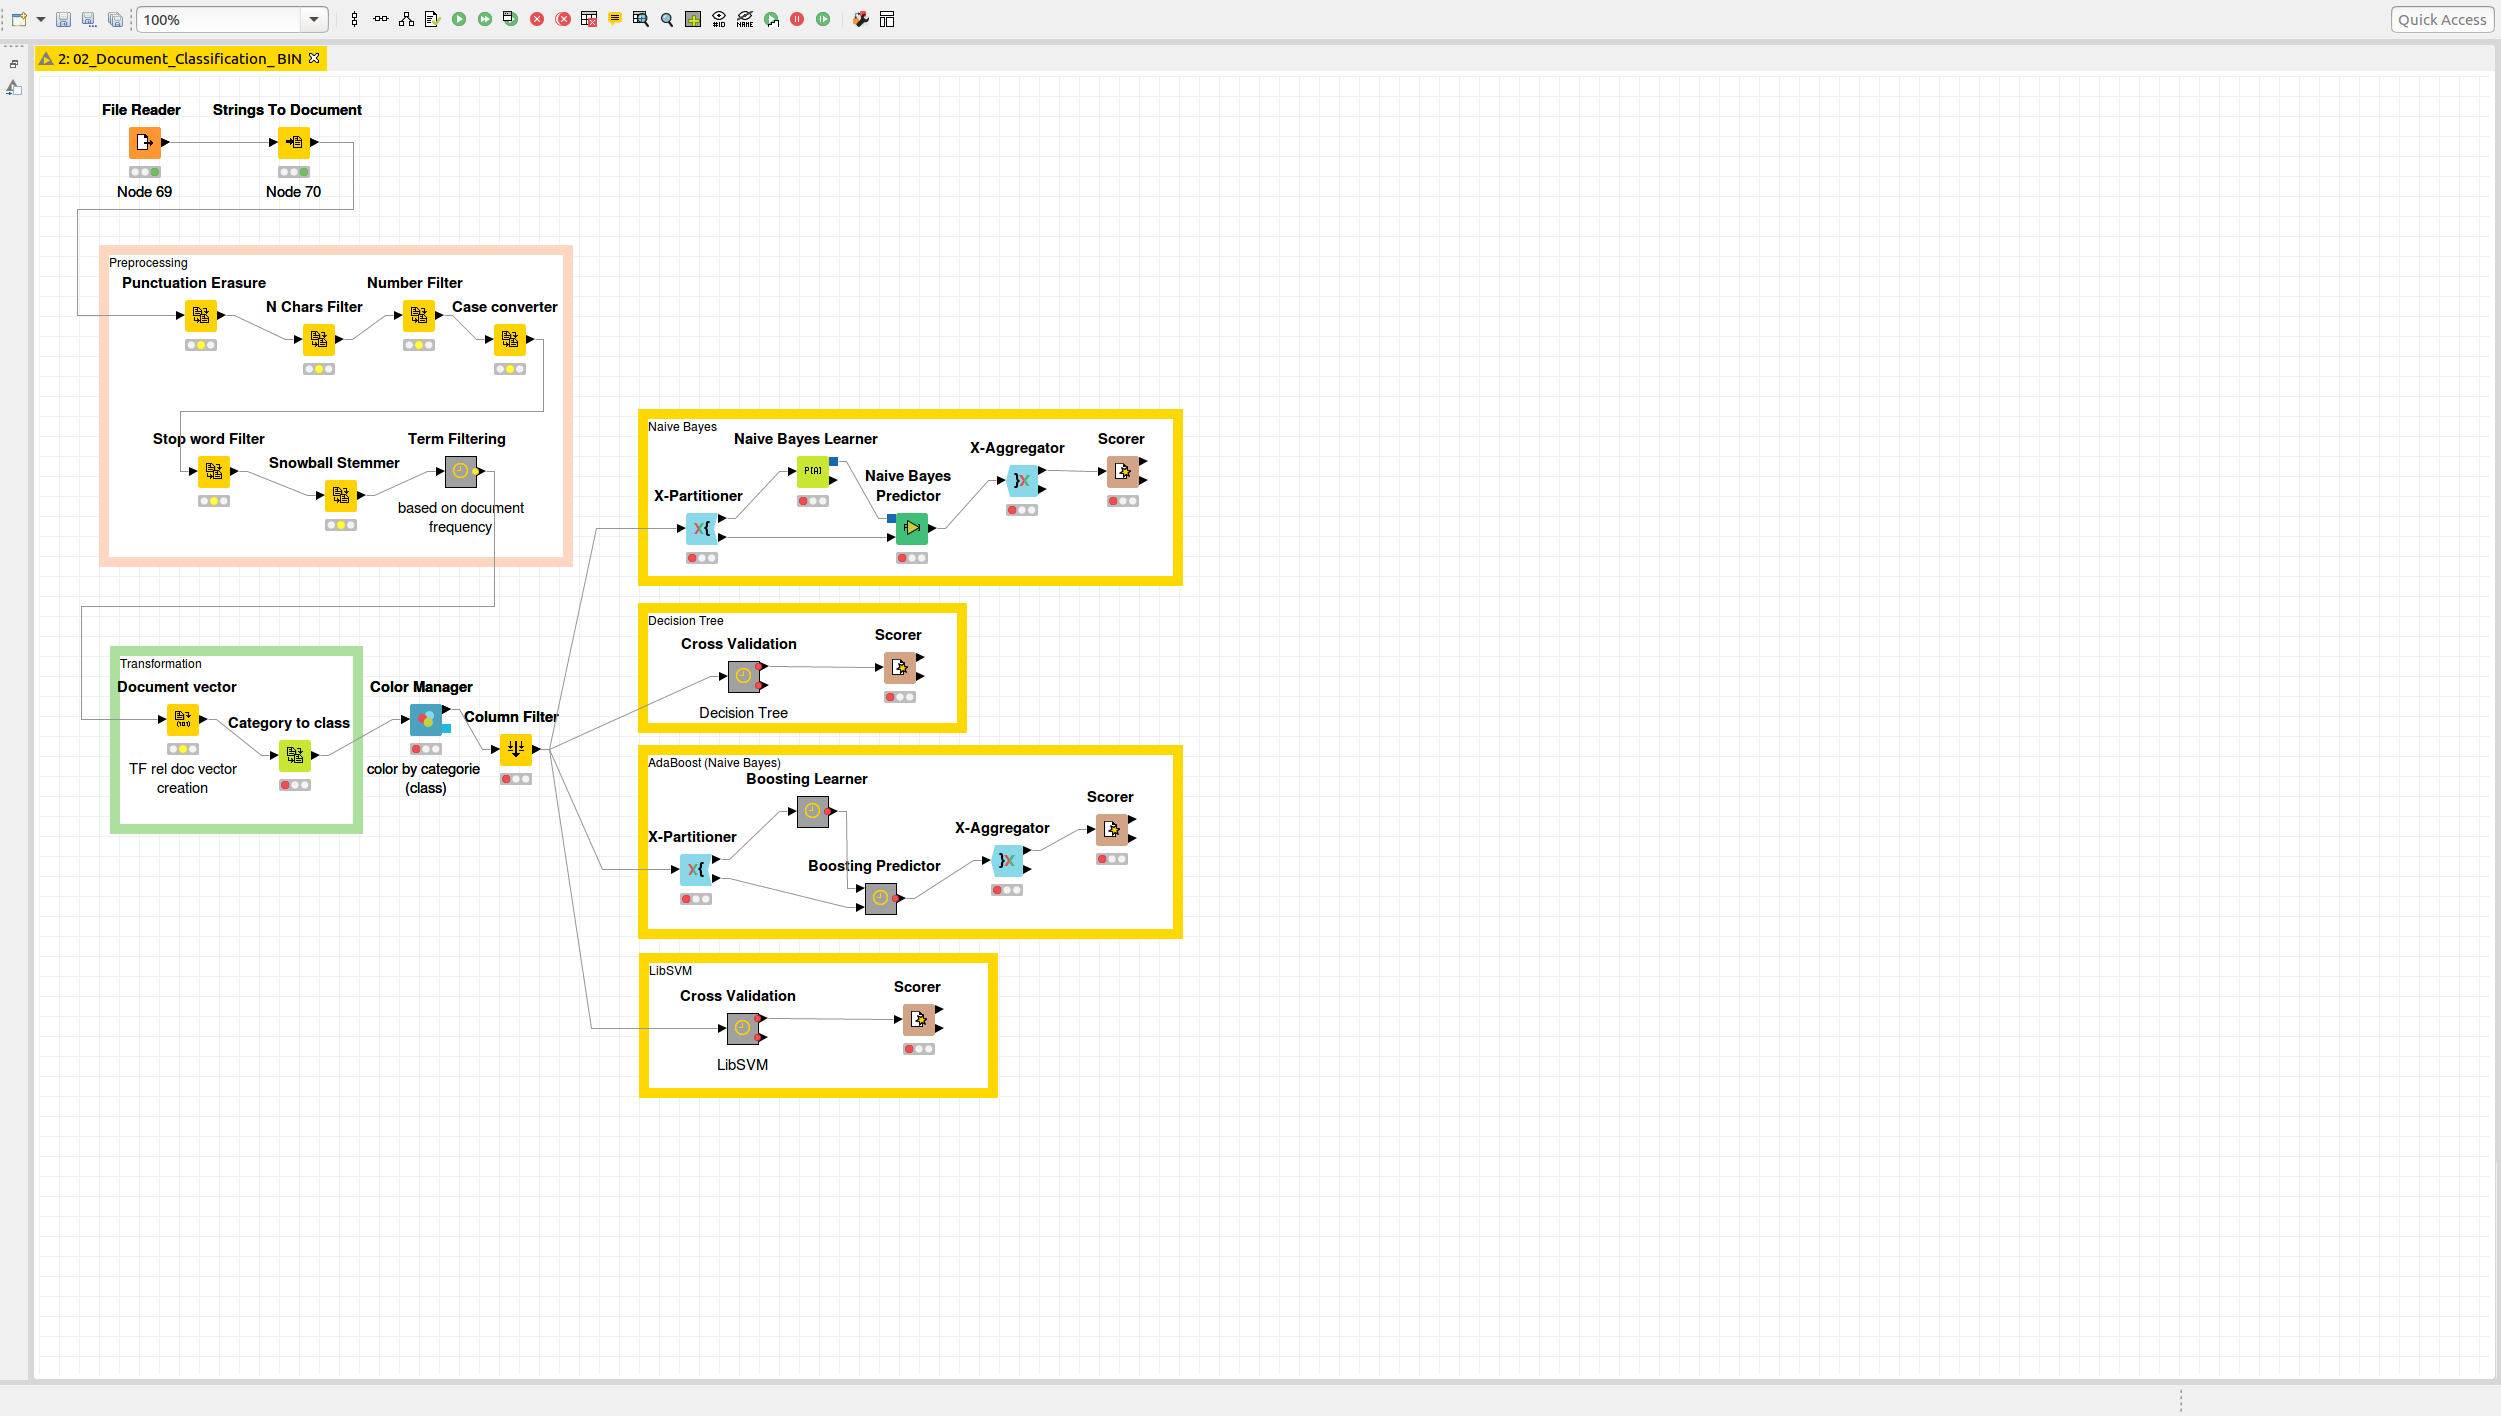 100%
#ID
NAME
Quick Access
2: 02_Document_Classification_ BIN
File Reader
Strings To Document
Node 69
Node 70
Preprocessing
Punctuation Erasure
N Chars Filter
Number Filter
Case converter
Stop word Filter
Snowball Stemmer
Term Filtering
based on document
frequency
Transformation
Document vector
Category to class
TF rel doc vector
creation
Color Manager
color by categorie
(class)
Column Filter
Naive Bayes
X-Partitioner
X{
Naive Bayes Learner
P[A]
Naive Bayes
Predictor
X-Aggregator
}X
Scorer
Decision Tree
Cross Validation
Decision Tree
Scorer
AdaBoost (Naive Bayes)
Boosting Learner
X-Partitioner
X{
Boosting Predictor
X-Aggregator
}X
Scorer
LibSVM
Cross Validation
LibSVM
Scorer